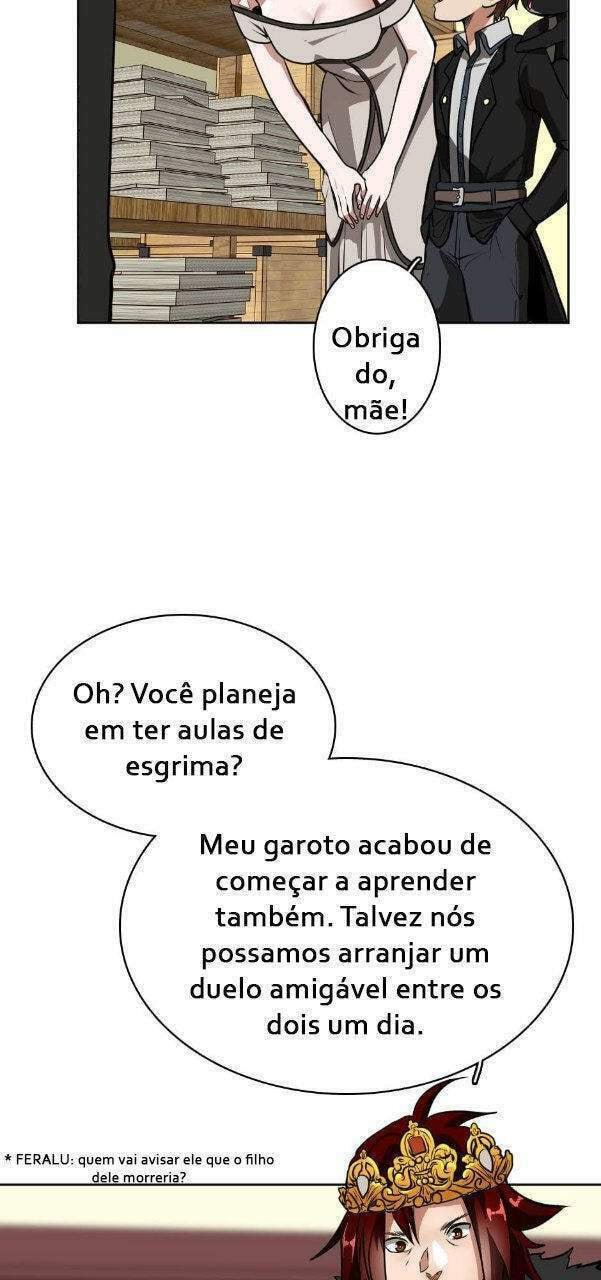 Obriga
do,
mãe!
Oh? Você planeja
em ter aulas de
esgrima?
Meu garoto acabou de
começar a aprender
também. Talvez nós
possamos arranjar um
duelo amigável entre os
dois um dia.
* FERALU: quem vai avisar ele que o filho
dele morreria?